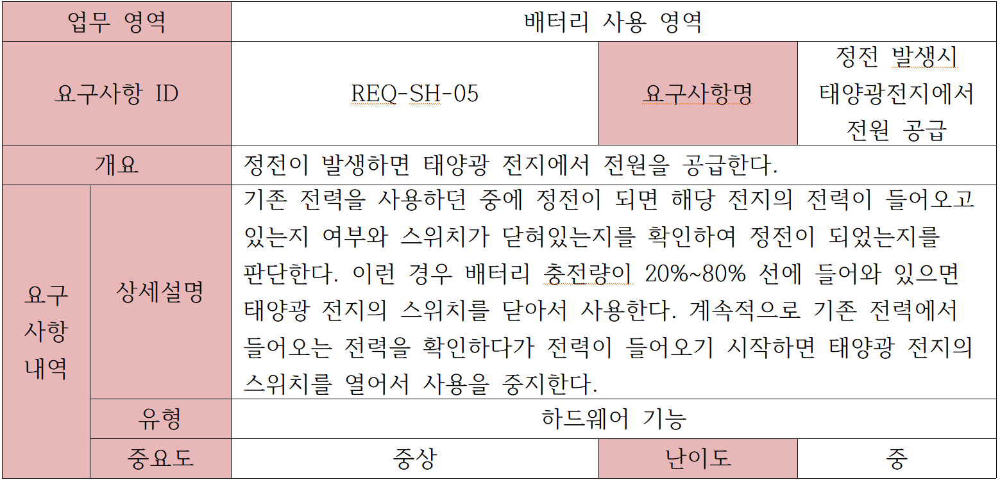 업무 영역
배터리 사용 영역
요구사항 ID
REQ-SH-05
요구사항명
정전 발생시
태양광전지에서
전원 공급
개요
정전이 발생하면 태양광 전지에서 전원을 공급한다.
요구
사항
내역
상세설명
기존 전력을 사용하던 중에 정전이 되면 해당 전지의 전력이 들어오고
있는지 여부와 스위치가 닫혀있는지를 확인하여 정전이 되었는지를
판단한다. 이런 경우 배터리 충전량이 20%~80% 선에 들어와 있으면
태양광 전지의 스위치를 닫아서 사용한다. 계속적으로 기존 전력에서
들어오는 전력을 확인하다가 전력이 들어오기 시작하면 태양광 전지의
스위치를 열어서 사용을 중지한다.
유형
하드웨어 기능
중요도
중상
난이도
중